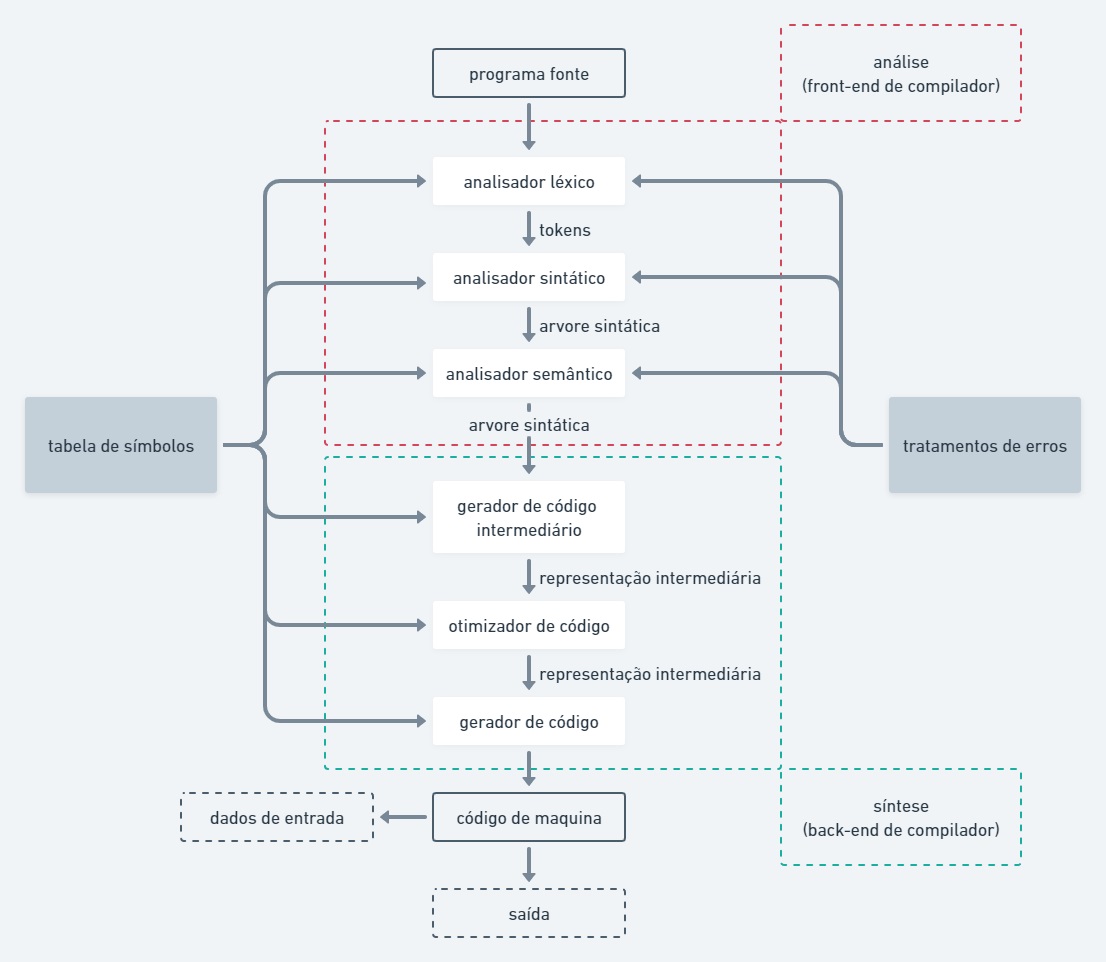 análise
(front-end de compilador)
programa fonte
analisador léxico
tokens
analisador sintático
arvore sintática
analisador semântico
arvore sintática
tabela de símbolos
tratamentos de erros
gerador de código
intermediário
representação intermediária
otimizador de código
representação intermediária
gerador de código
dados de entrada
código de maquina
síntese
(back-end de compilador)
saída